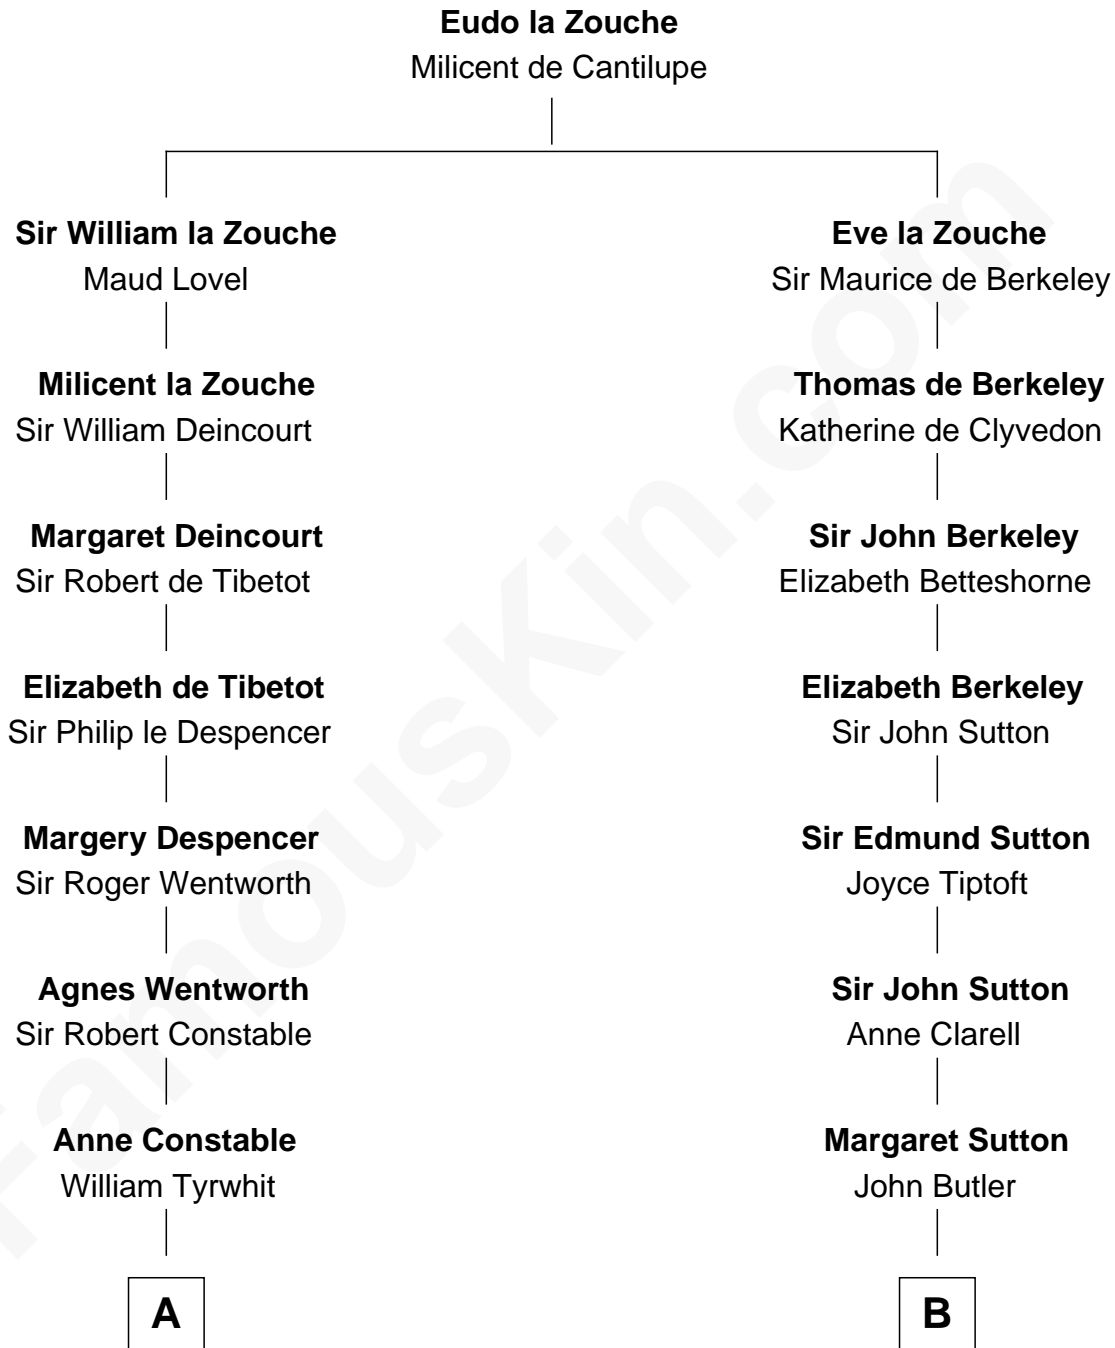 Eudo la Zouche
Milicent de Cantilupe
Sir William la Zouche
Maud Lovel
Eve la Zouche
Sir Maurice de Berkeley
Milicent la Zouche
Sir William Deincourt
Thomas de Berkeley
Katherine de Clyvedon
Margaret Deincourt
Sir Robert de Tibetot
Sir John Berkeley
Elizabeth Betteshorne
Elizabeth de Tibetot
Sir Philip le Despencer
Elizabeth Berkeley
Sir John Sutton
Margery Despencer
Sir Roger Wentworth
Sir Edmund Sutton
Joyce Tiptoft
Agnes Wentworth
Sir Robert Constable
Sir John Sutton
Anne Clarell
Anne Constable
William Tyrwhit
Margaret Sutton
John Butler
A
B
FamousKin.com